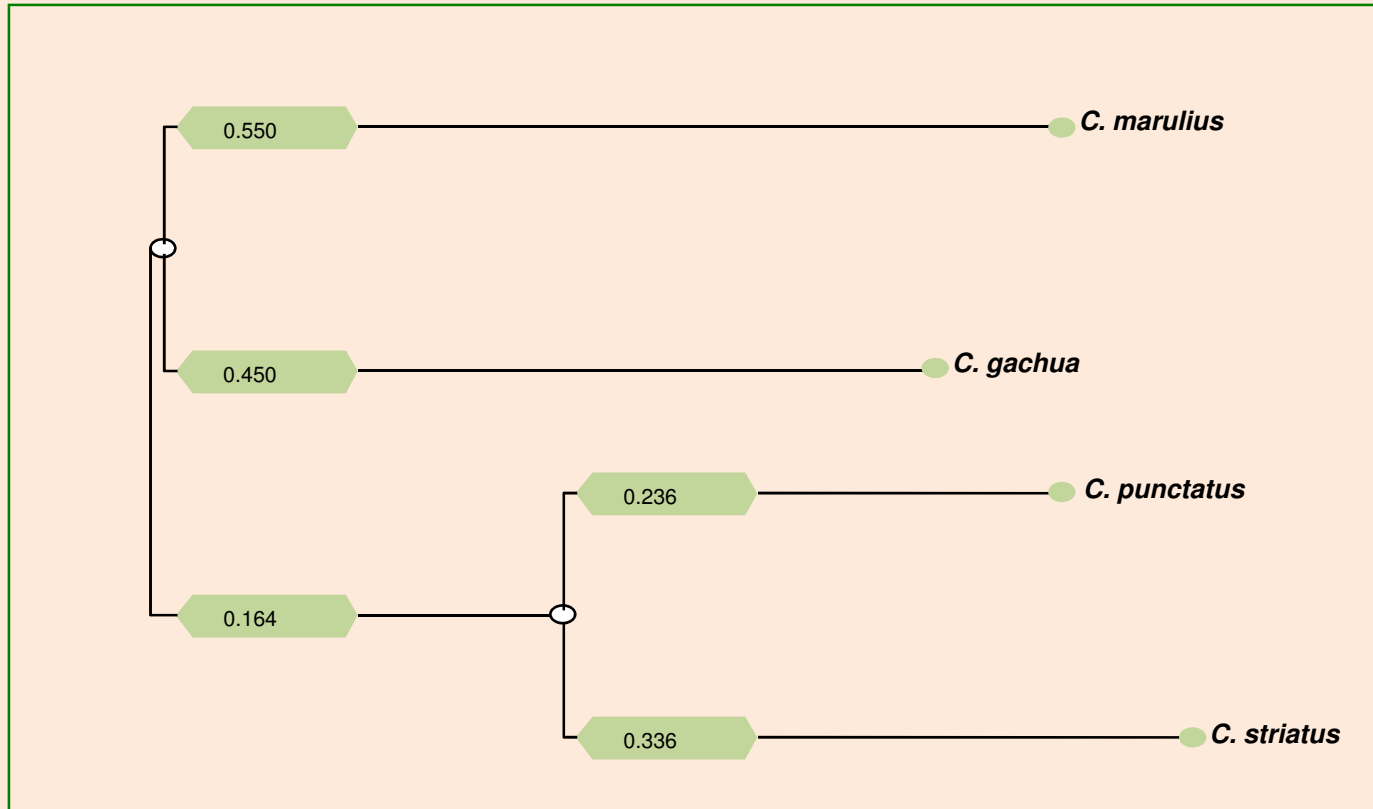 0.550 C. marulius
0.450 C. gachua
0.236 C. punctatus
0.164
0.336 C. striatus